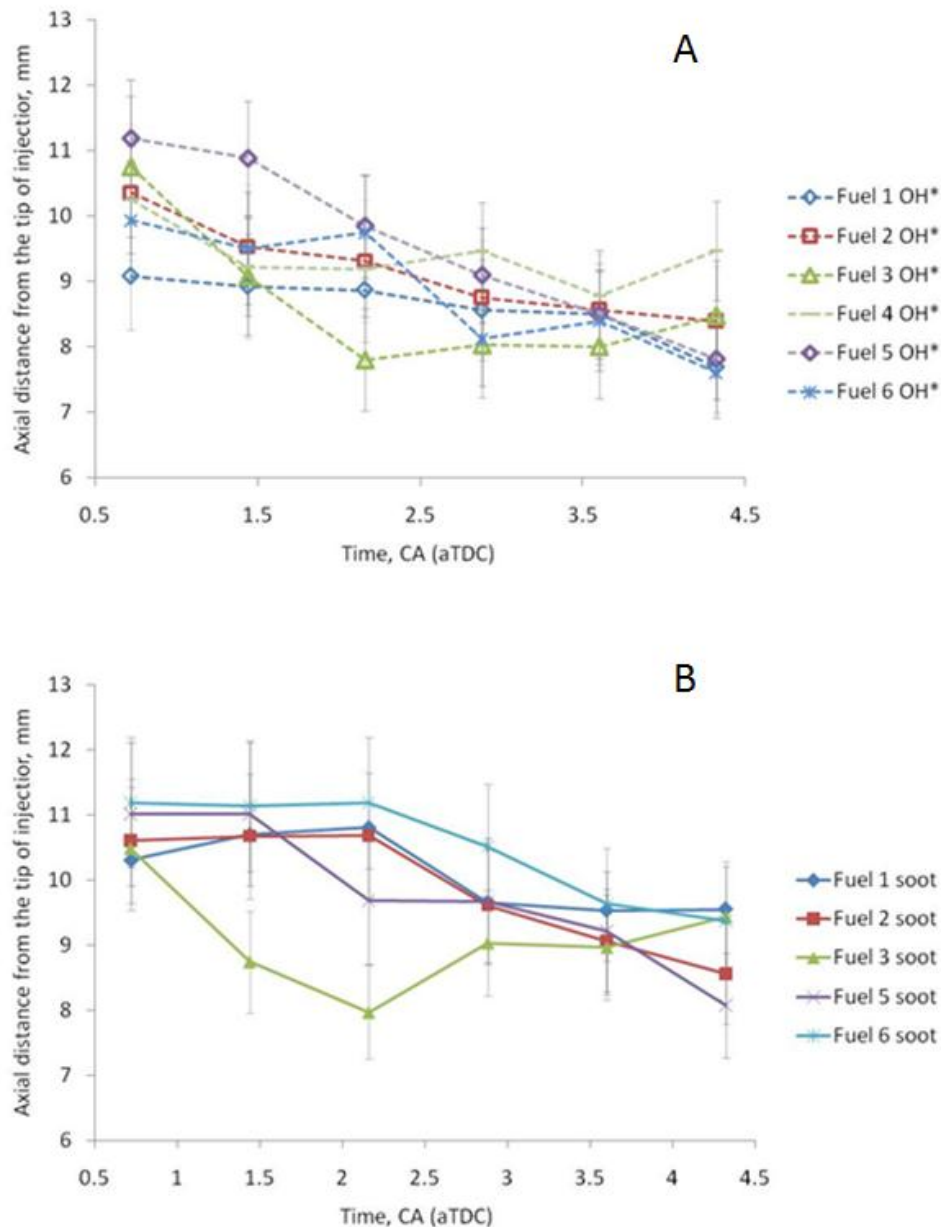 A
Axial distance from the tip of injectior, mm
13
12
11
10
9
8
7
6
0.5
1.5
2.5
3.5
4.5
Time, CA (aTDC)
Fuel 1 OH*
Fuel 2 OH*
Fuel 3 OH*
Fuel 4 OH*
Fuel 5 OH*
Fuel 6 OH*
B
Axial distance from the tip of injectior, mm
13
12
11
10
9
8
7
6
0.5
1
1.5
2
2.5
3
3.5
4
4.5
Time, CA (aTDC)
Fuel 1 soot
Fuel 2 soot
Fuel 3 soot
Fuel 5 soot
Fuel 6 soot